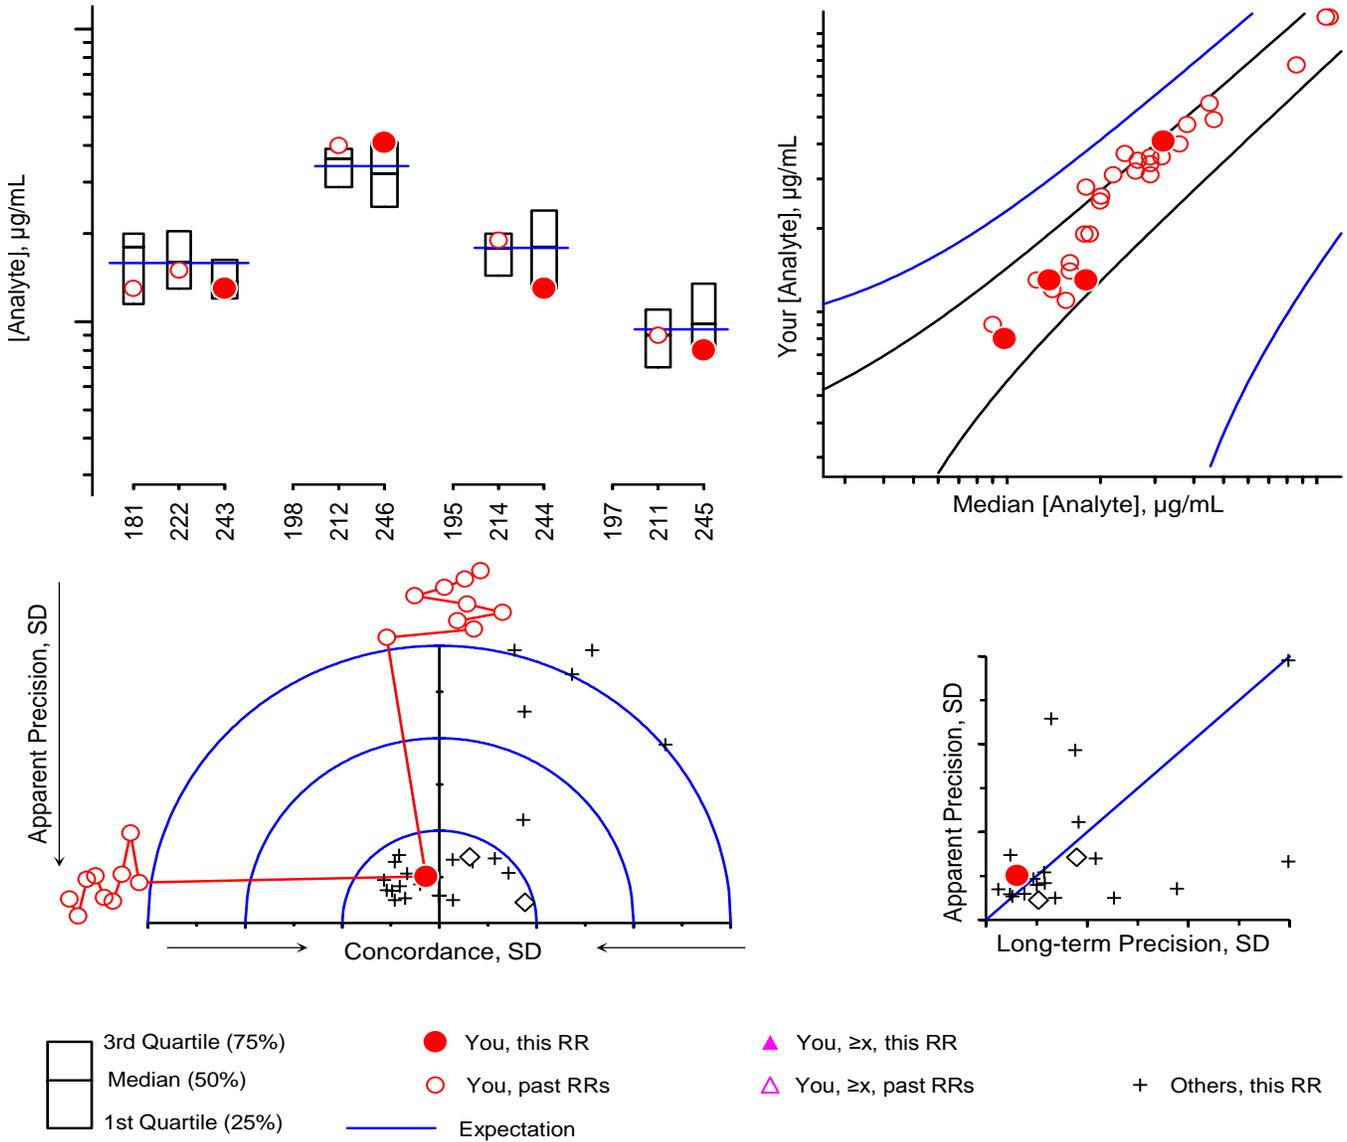 [Analyte], µg/mL
181 222 243 198 212 246 195 214 244 197 211 245
Your [Analyte], µg/mL
Median [Analyte], µg/mL
Apparent Precision, SD
Concordance, SD
Apparent Precision, SD
Long-term Precision, SD
3rd Quartile (75%)
Median (50%)
1st Quartile (25%)
You, this RR
You, past RRs
Expectation
You, ≥x, this RR
You, ≥x, past RRs
Others, this RR